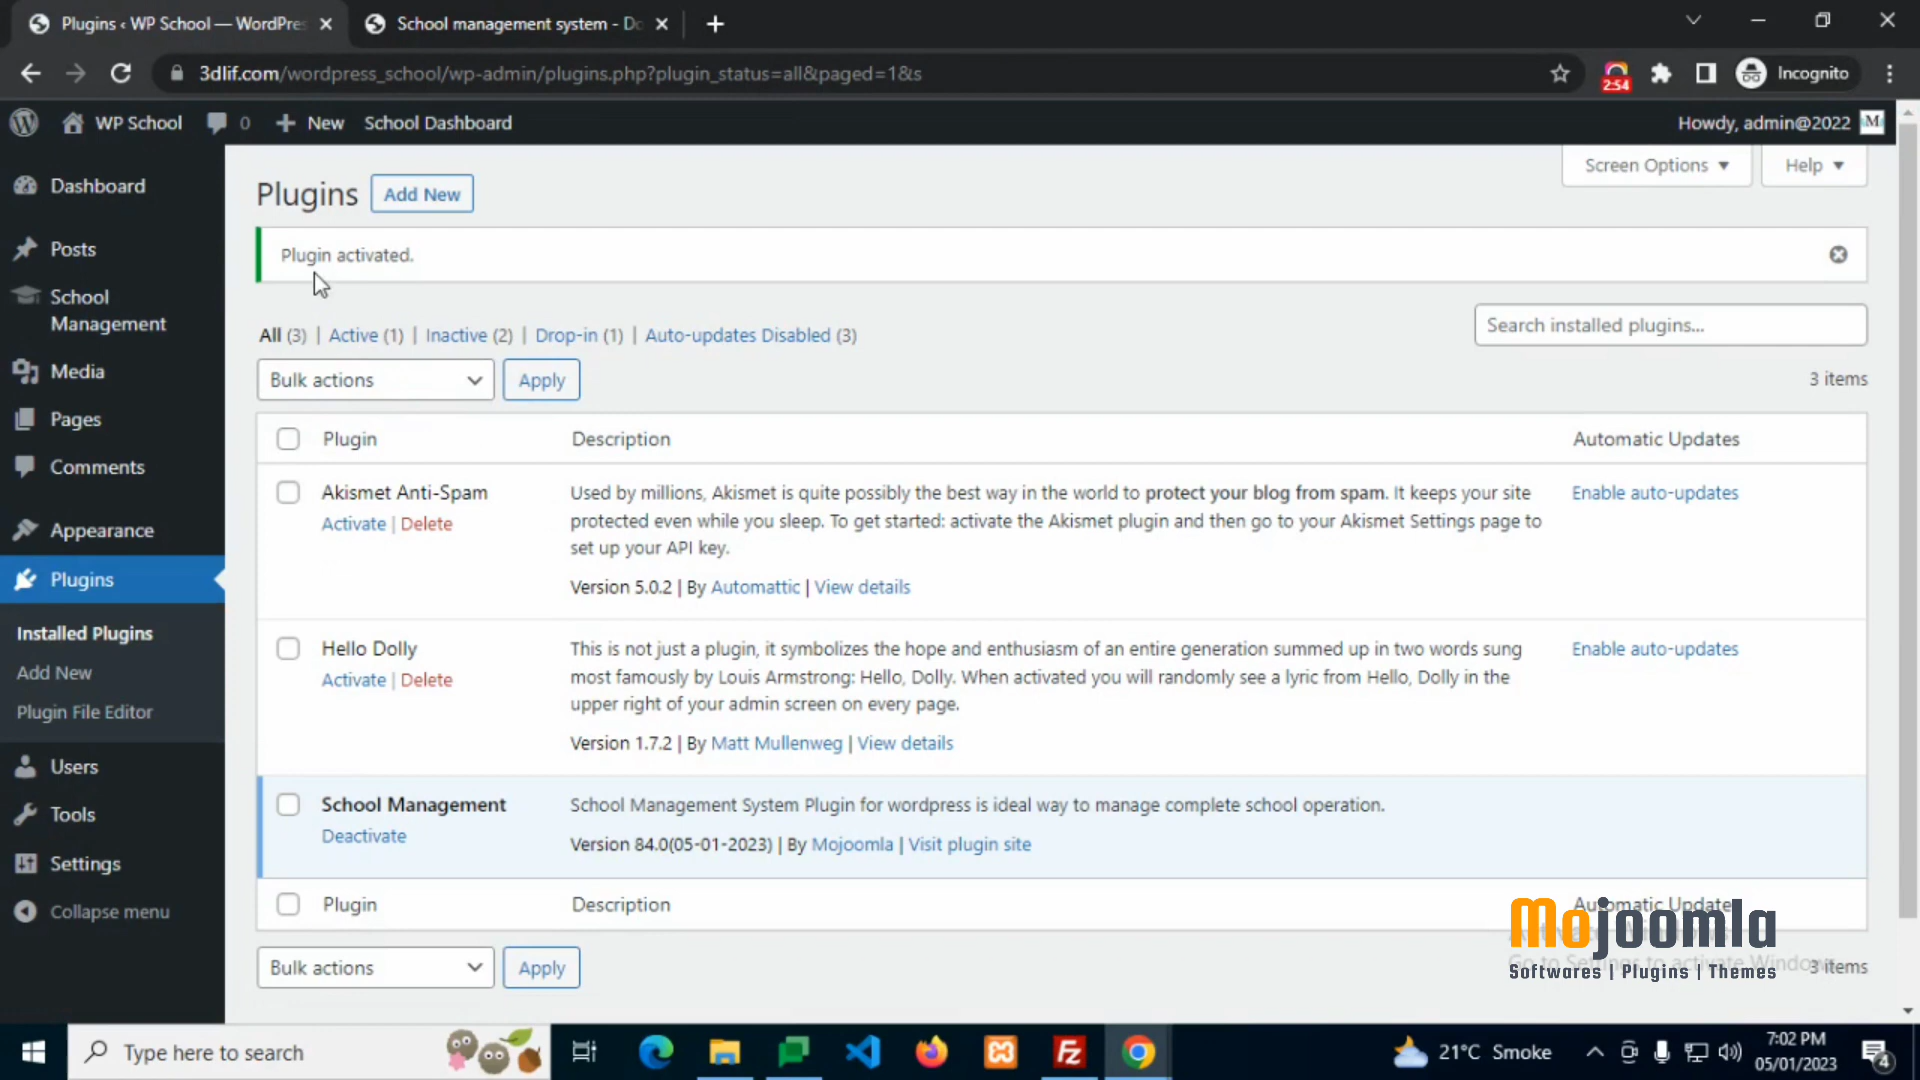 Plugins ‹ WP School — WordPre
School management system - Do
3dlif.com/wordpress_school/wp-admin/plugins.php?plugin_status=all&paged=1&s
2:54
Incognito
WP School
0
New
School Dashboard
Howdy, admin@2022
M
Dashboard
Posts
School
Management
Media
Pages
Comments
Appearance
Plugins
Installed Plugins
Add New
Plugin File Editor
Users
Tools
Settings
Collapse menu
Screen Options
Help
Plugins
Add New
Plugin activated.
All (3) | Active (1) | Inactive (2) | Drop-in (1) | Auto-updates Disabled (3)
Search installed plugins...
Bulk actions
Apply
3 items
Plugin
Description
Automatic Updates
Akismet Anti-Spam
Activate | Delete
Used by millions, Akismet is quite possibly the best way in the world to protect your blog from spam. It keeps your site
protected even while you sleep. To get started: activate the Akismet plugin and then go to your Akismet Settings page to
set up your API key.
Version 5.0.2 | By Automattic | View details
Enable auto-updates
Hello Dolly
Activate | Delete
This is not just a plugin, it symbolizes the hope and enthusiasm of an entire generation summed up in two words sung
most famously by Louis Armstrong: Hello, Dolly. When activated you will randomly see a lyric from Hello, Dolly in the
upper right of your admin screen on every page.
Version 1.7.2 | By Matt Mullenweg | View details
Enable auto-updates
School Management
Deactivate
School Management System Plugin for wordpress is ideal way to manage complete school operation.
Version 84.0(05-01-2023) | By Mojoomla | Visit plugin site
Plugin
Description
Automatic Update
Mojoomla
Softwares | Plugins | Themes
Go to Settings to activate Windows
Bulk actions
Apply
3 items
Type here to search
21°C Smoke
7:02 PM
05/01/2023
4